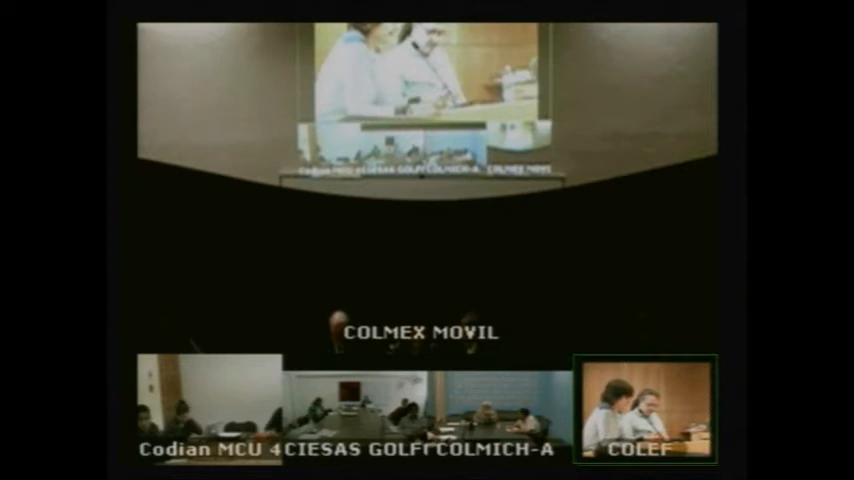 COLMEX MOVIL
Codian MCU 4 CIESAS GOLF COLMICH-A COLEF